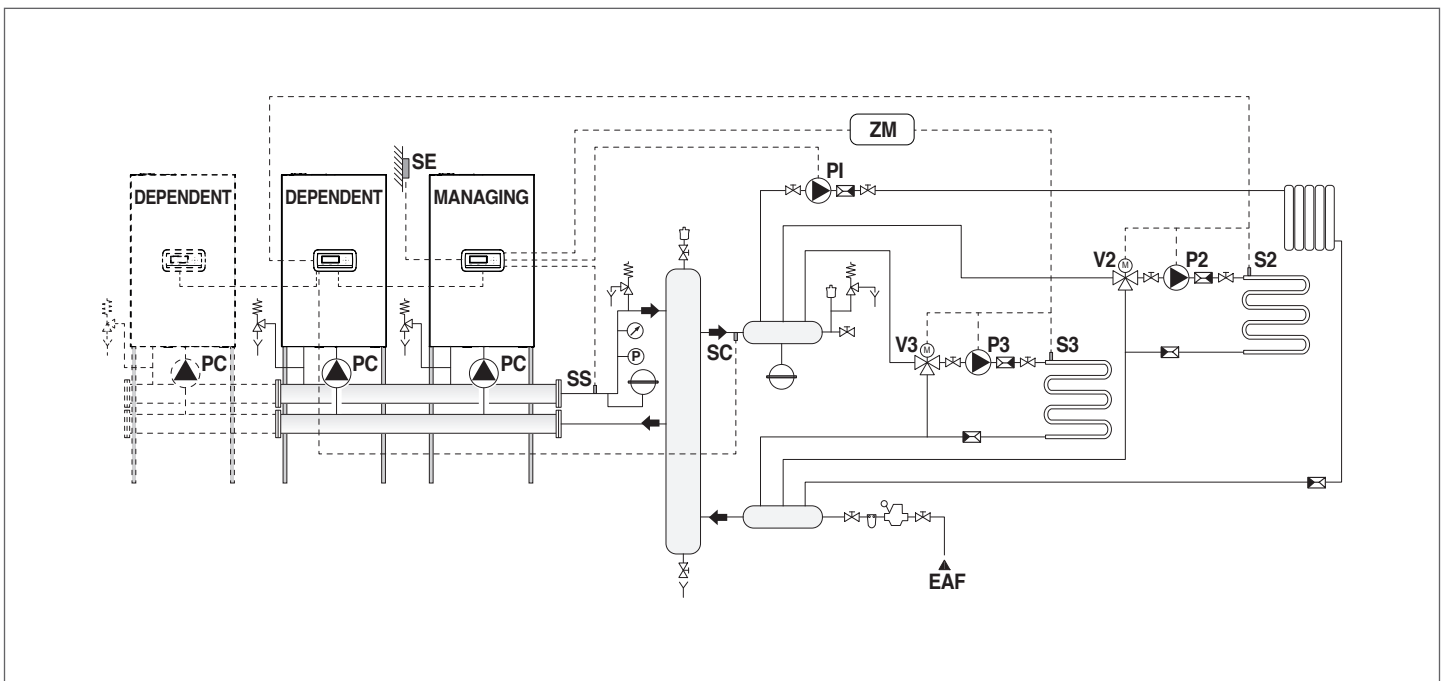 ZM
SE
PI
DEPENDENT
DEPENDENT
MANAGING
V2
M
P2
S2
V3
M
P3
S3
SC
P
PC
PC
PC
SS
EAF